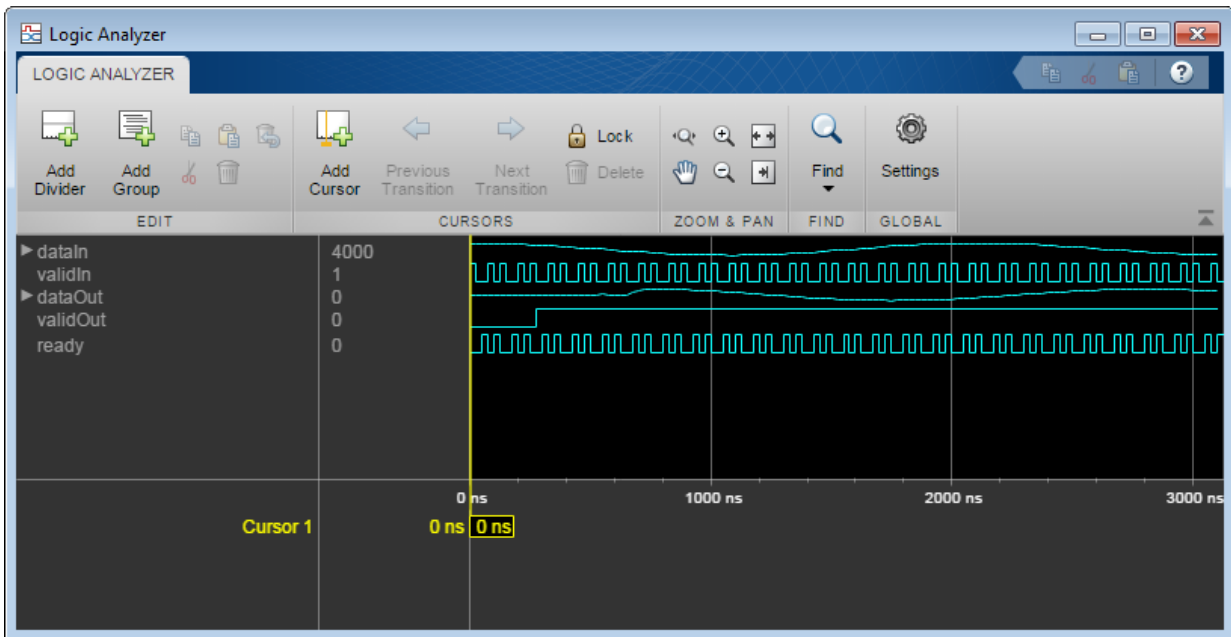 Logic Analyzer
LOGIC ANALYZER
?
Add Divider
Add Group
Add Cursor
Previous Transition
Next Transition
Lock
Delete
Find
Settings
EDIT
CURSORS
ZOOM & PAN
FIND
GLOBAL
dataIn 4000
validIn 1
dataOut 0
validOut 0
ready 0
0 ns 1000 ns 2000 ns 3000 ns
Cursor 1 0 ns 0 ns